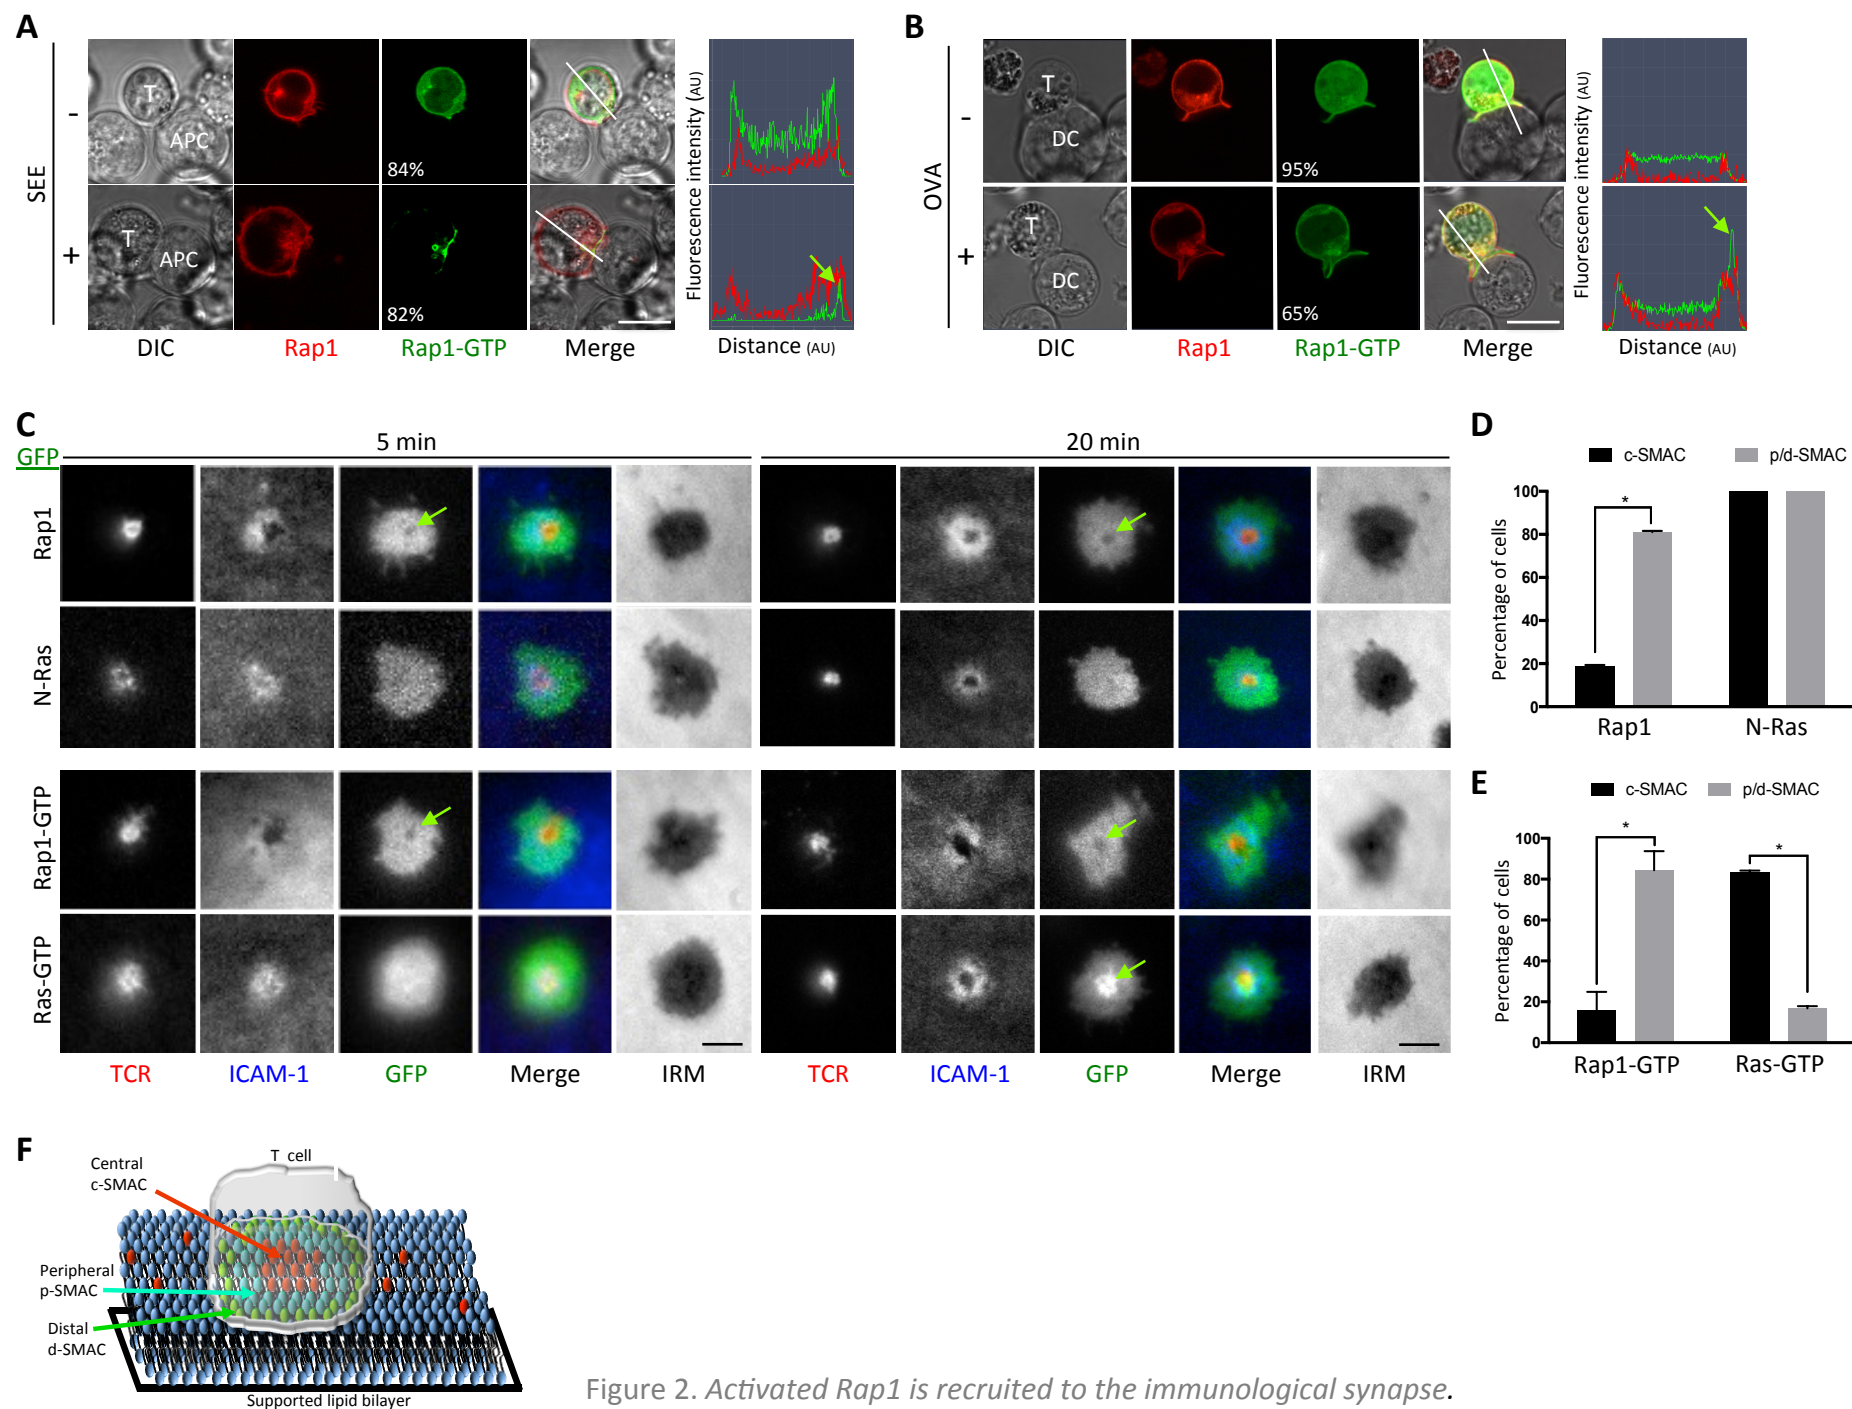 A
SEE
-
+
T
APC
84%
T
APC
82%
DIC
Rap1
Rap1-GTP
Merge
Fluorescence intensity (AU)
Distance (AU)
B
OVA
-
+
T
DC
95%
T
DC
65%
DIC
Rap1
Rap1-GTP
Merge
Fluorescence intensity (AU)
Distance (AU)
C
GFP
5 min
20 min
Rap1
N-Ras
Rap1-GTP
Ras-GTP
TCR
ICAM-1
GFP
Merge
IRM
TCR
ICAM-1
GFP
Merge
IRM
D
c-SMAC
p/d-SMAC
Percentage of cells
100
80
60
40
20
0
*
Rap1
N-Ras
E
c-SMAC
p/d-SMAC
Percentage of cells
100
80
60
40
20
0
*
*
Rap1-GTP
Ras-GTP
F
T cell
Central
c-SMAC
Peripheral
p-SMAC
Distal
d-SMAC
Supported lipid bilayer
Figure 2. Activated Rap1 is recruited to the immunological synapse.